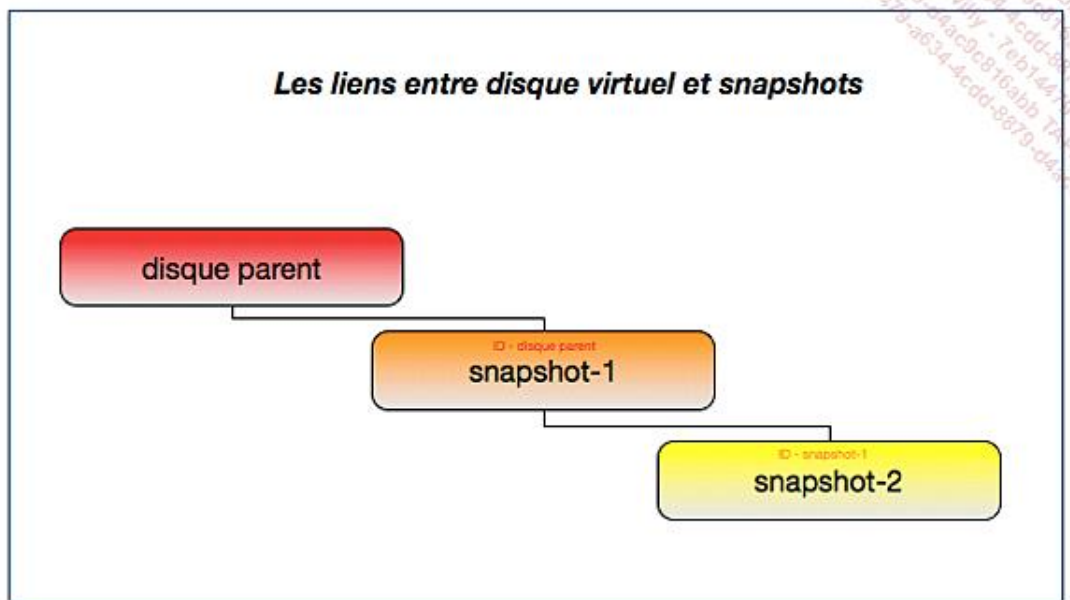 Les liens entre disque virtuel et snapshots
disque parent
ID - disque parent
snapshot-1
ID - snapshot-1
snapshot-2